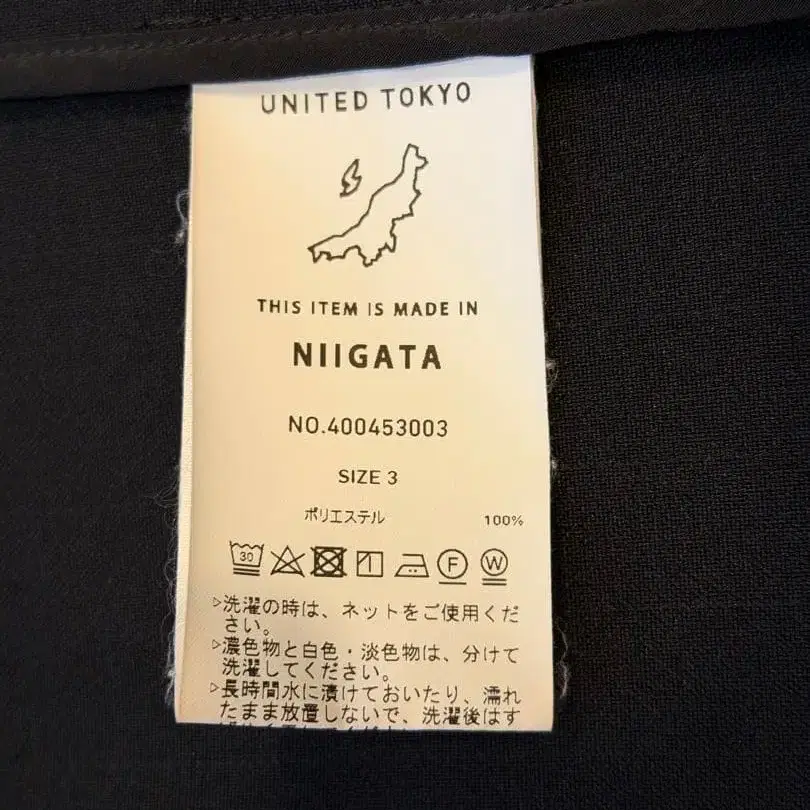 UNITED TOKYO
THIS ITEM IS MADE IN
NIIGATA
NO.400453003
SIZE 3
ポリエステル 100%
30 F W
▷洗濯の時は、ネットをご使用くだ
さい。
▷濃色物と白色・淡色物は、分けて
洗濯してください。
▷長時間水に漬けておいたり、濡れ
たまま放置しないで、洗濯後はす